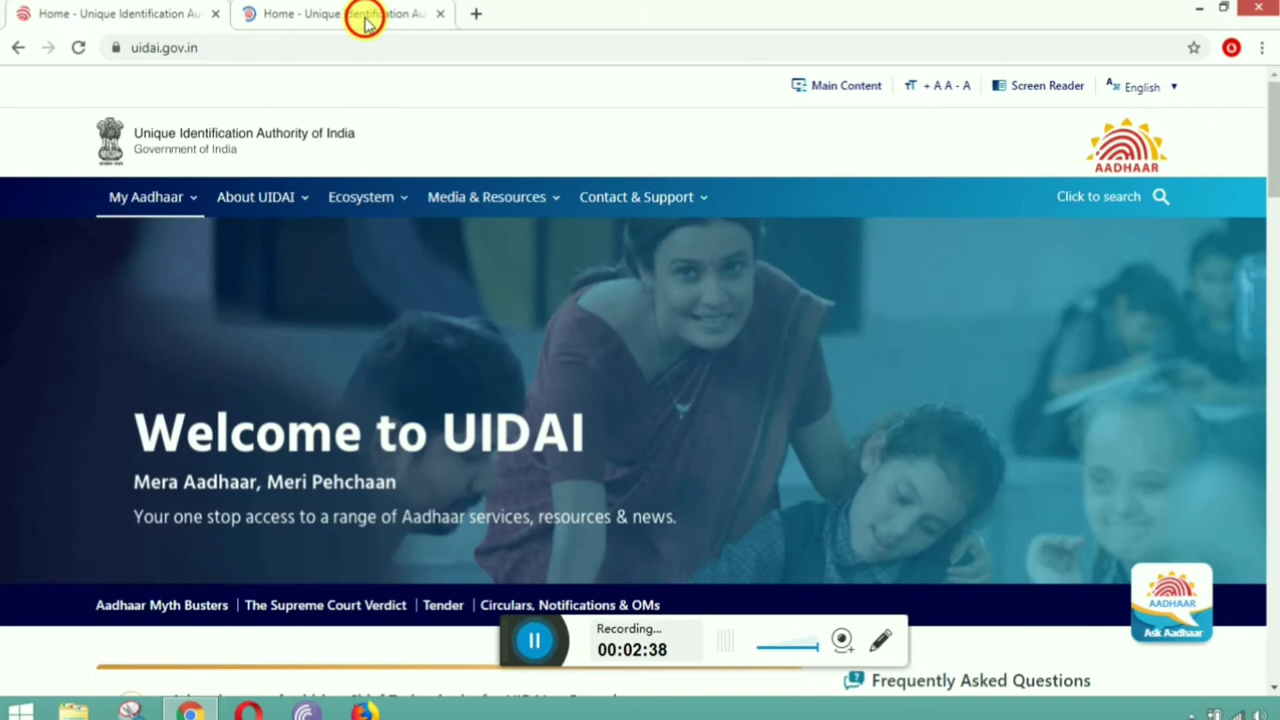 Home - Unique Identification Au
Home - Unique Identification Au
uidai.gov.in
Main Content
TT + A A - A
Screen Reader
English
Unique Identification Authority of India
Government of India
AADHAAR
My Aadhaar
About UIDAI
Ecosystem
Media & Resources
Contact & Support
Click to search
Welcome to UIDAI
Mera Aadhaar, Meri Pehchaan
Your one stop access to a range of Aadhaar services, resources & news.
Aadhaar Myth Busters | The Supreme Court Verdict | Tender | Circulars, Notifications & OMs
AADHAAR
Ask Aadhaar
Recording...
00:02:38
Frequently Asked Questions